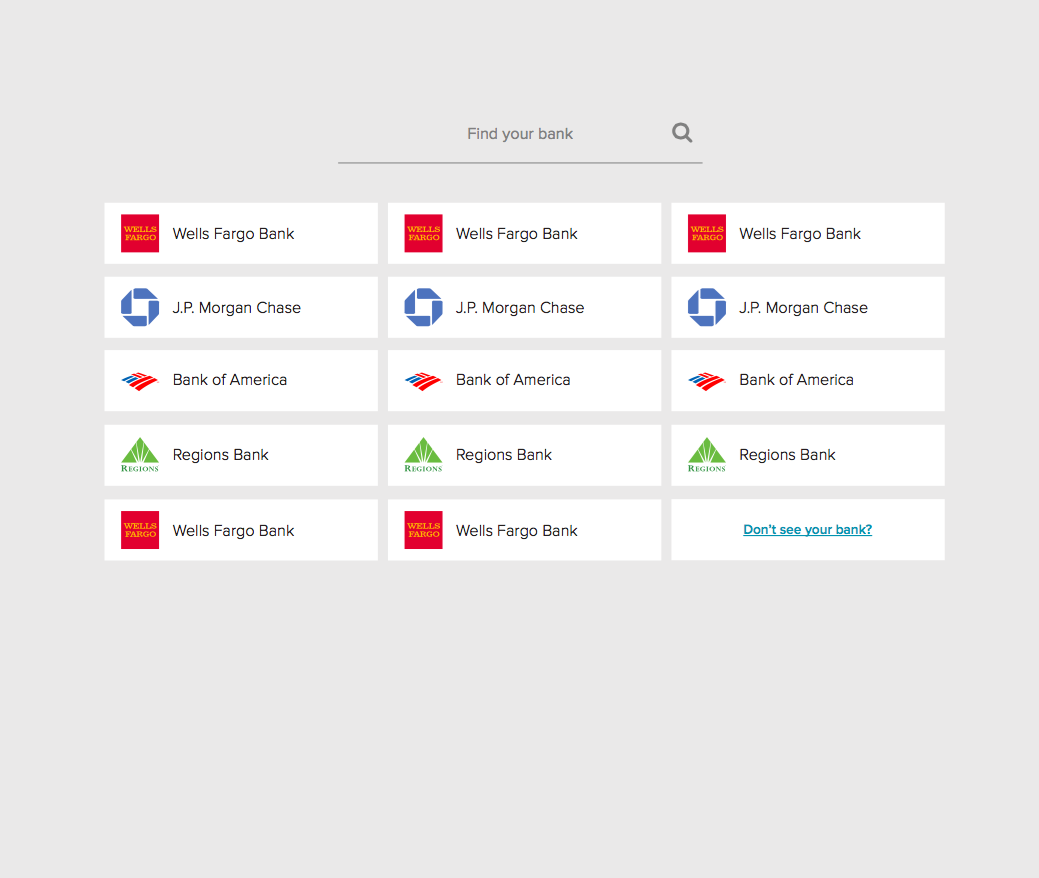 Find your bank
WELLS
FARGO
Wells Fargo Bank
WELLS
FARGO
Wells Fargo Bank
WELLS
FARGO
Wells Fargo Bank
J.P. Morgan Chase
J.P. Morgan Chase
J.P. Morgan Chase
Bank of America
Bank of America
Bank of America
REGIONS
Regions Bank
REGIONS
Regions Bank
REGIONS
Regions Bank
WELLS
FARGO
Wells Fargo Bank
WELLS
FARGO
Wells Fargo Bank
Don't see your bank?